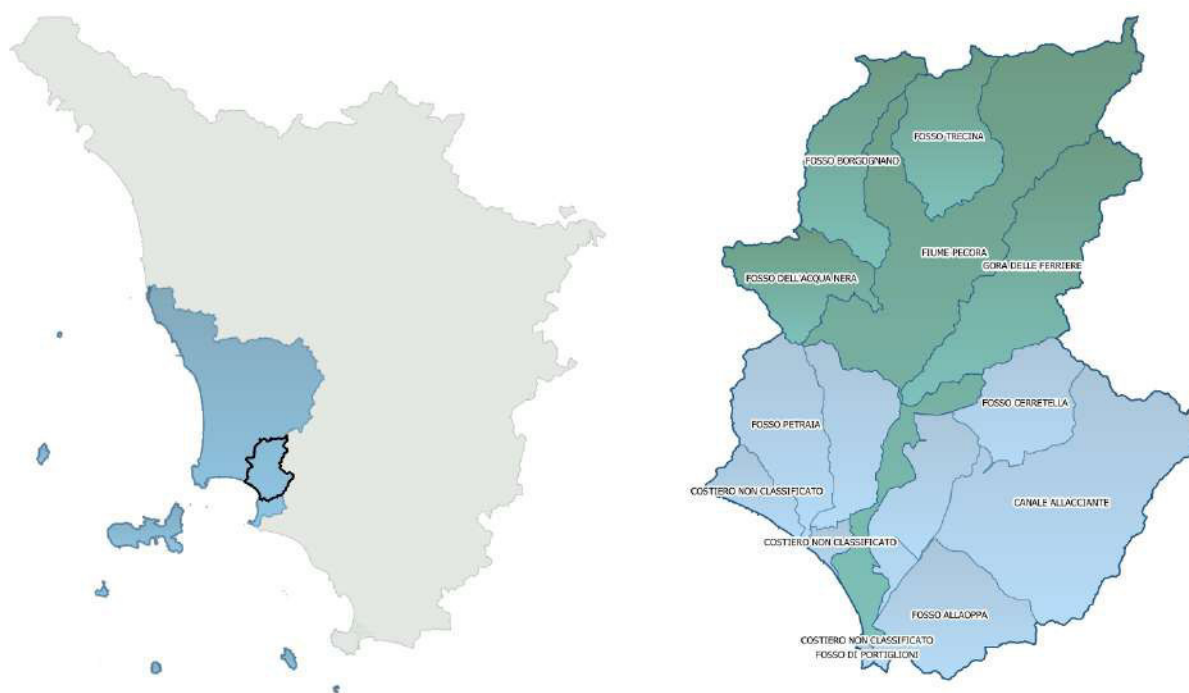 FOSSO TRECINA
FOSSO BORGOGNANO
FIUME PECORA
GORA DELLE FERRIERE
FOSSO DELL'ACQUA NERA
FOSSO CERRETELLA
FOSSO PETRAIA
COSTIERO NON CLASSIFICATO
CANALE ALLACCIANTE
COSTIERO NON CLASSIFICATO
FOSSO ALLAOPPA
COSTIERO NON CLASSIFICATO
FOSSO DI PORTIGLIONI